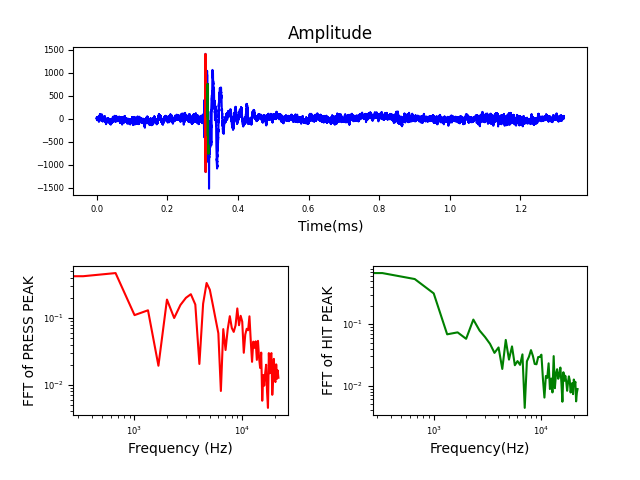 Amplitude
1500
1000
500
0
−500
−1000
−1500
0.0 0.2 0.4 0.6 0.8 1.0 1.2
Time(ms)
FFT of PRESS PEAK
10⁻¹
10⁻²
10³ 10⁴
Frequency (Hz)
FFT of HIT PEAK
10⁻¹
10⁻²
10³ 10⁴
Frequency(Hz)